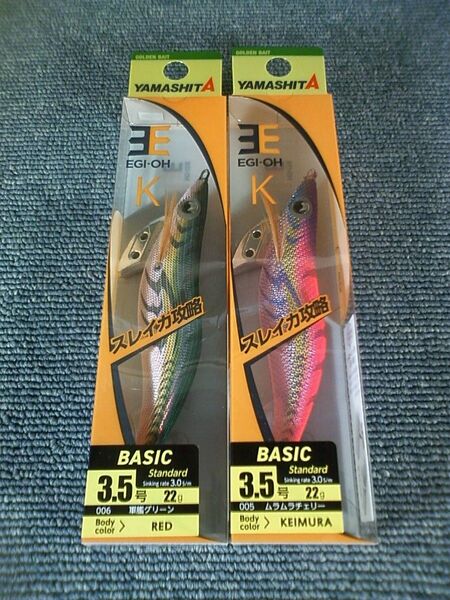 GOLDEN BAIT
YAMASHITA
EGI-OH
K
スレイカ攻略
BASIC
Standard
Sinking rate 3.0 s/m
3.5号 22g
006 軍艦グリーン
Body color > RED
GOLDEN BAIT
YAMASHITA
EGI-OH
K
スレイカ攻略
BASIC
Standard
Sinking rate 3.0 s/m
3.5号 22g
005 ムラムラチェリー
Body color > KEIMURA